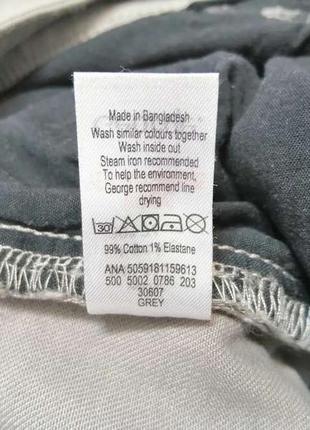 Made in Bangladesh
Wash similar colours together
Wash inside out
Steam iron recommended
To help the environment,
George recommend line
drying
30
99% Cotton 1% Elastane
ANA 5059181159613
500 5002 0786 203
30607
GREY